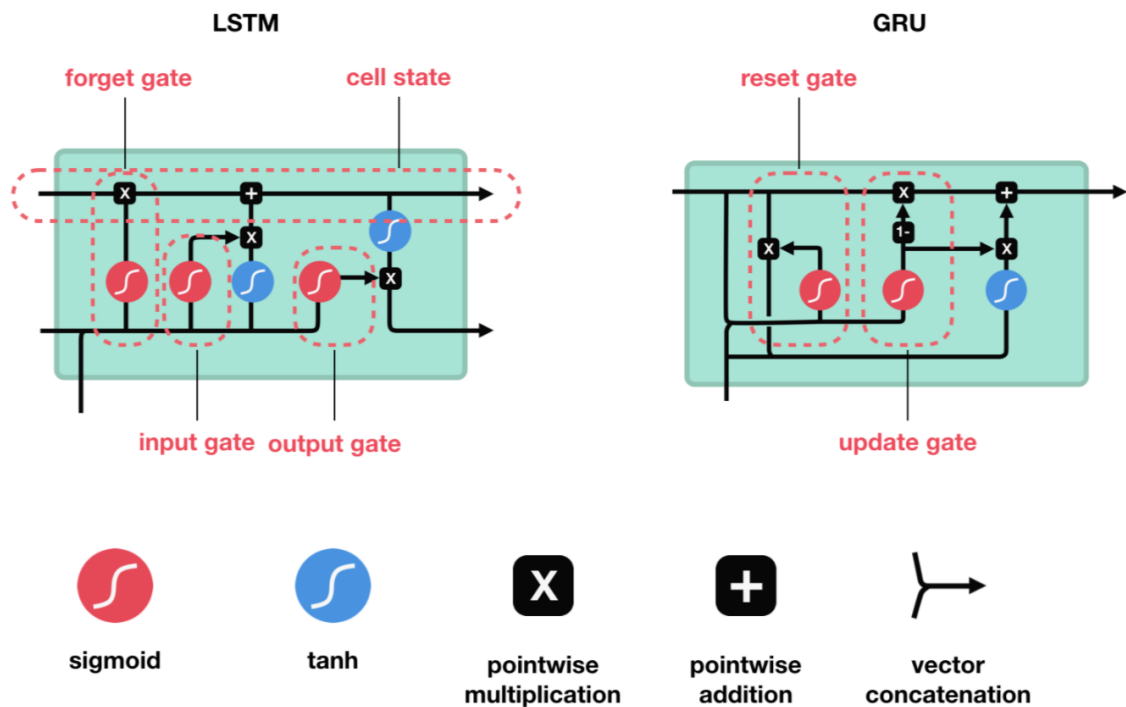 LSTM
GRU
forget gate
cell state
reset gate
X
+
X
X
X
+
X
1-
X
input gate
output gate
update gate
X
+
sigmoid
tanh
pointwise
multiplication
pointwise
addition
vector
concatenation